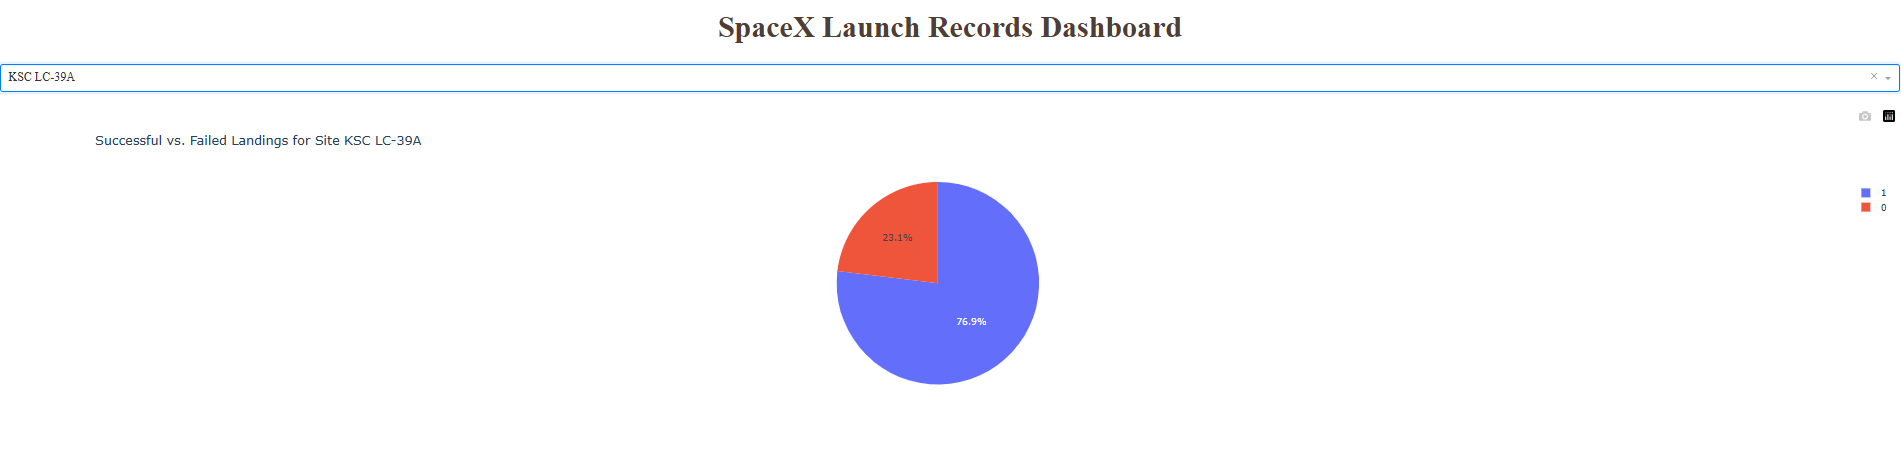 SpaceX Launch Records Dashboard
KSC LC-39A
Successful vs. Failed Landings for Site KSC LC-39A
1
0
23.1%
76.9%